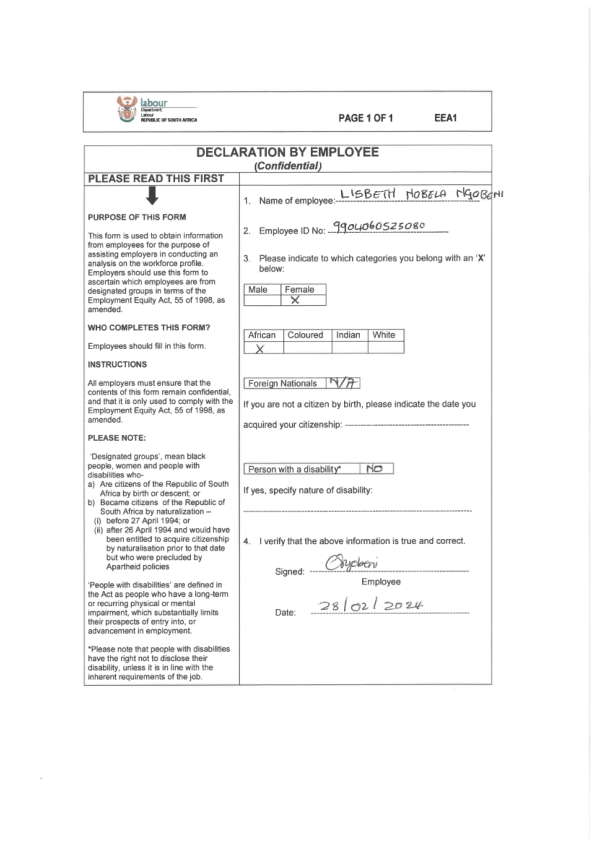 labour
Department:
Labour
REPUBLIC OF SOUTH AFRICA
PAGE 1 OF 1 EEA1
DECLARATION BY EMPLOYEE
(Confidential)
PLEASE READ THIS FIRST
PURPOSE OF THIS FORM
This form is used to obtain information
from employees for the purpose of
assisting employers in conducting an
analysis on the workforce profile.
Employers should use this form to
ascertain which employees are from
designated groups in terms of the
Employment Equity Act, 55 of 1998, as
amended.
WHO COMPLETES THIS FORM?
Employees should fill in this form.
INSTRUCTIONS
All employers must ensure that the
contents of this form remain confidential,
and that it is only used to comply with the
Employment Equity Act, 55 of 1998, as
amended.
PLEASE NOTE:
'Designated groups', mean black
people, women and people with
disabilities who-
a) Are citizens of the Republic of South
Africa by birth or descent; or
b) Became citizens of the Republic of
South Africa by naturalization –
(i) before 27 April 1994; or
(ii) after 26 April 1994 and would have
been entitled to acquire citizenship
by naturalisation prior to that date
but who were precluded by
Apartheid policies
'People with disabilities' are defined in
the Act as people who have a long-term
or recurring physical or mental
impairment, which substantially limits
their prospects of entry into, or
advancement in employment.
*Please note that people with disabilities
have the right not to disclose their
disability, unless it is in line with the
inherent requirements of the job.
1. Name of employee: LISBETH NOBELA NGOBENI
2. Employee ID No: 9904060525080
3. Please indicate to which categories you belong with an 'X'
below:
Male Female
X
African Coloured Indian White
X
Foreign Nationals N/A
If you are not a citizen by birth, please indicate the date you
acquired your citizenship:
Person with a disability* NO
If yes, specify nature of disability:
4. I verify that the above information is true and correct.
Signed:
Employee
Date: 28/02/2024